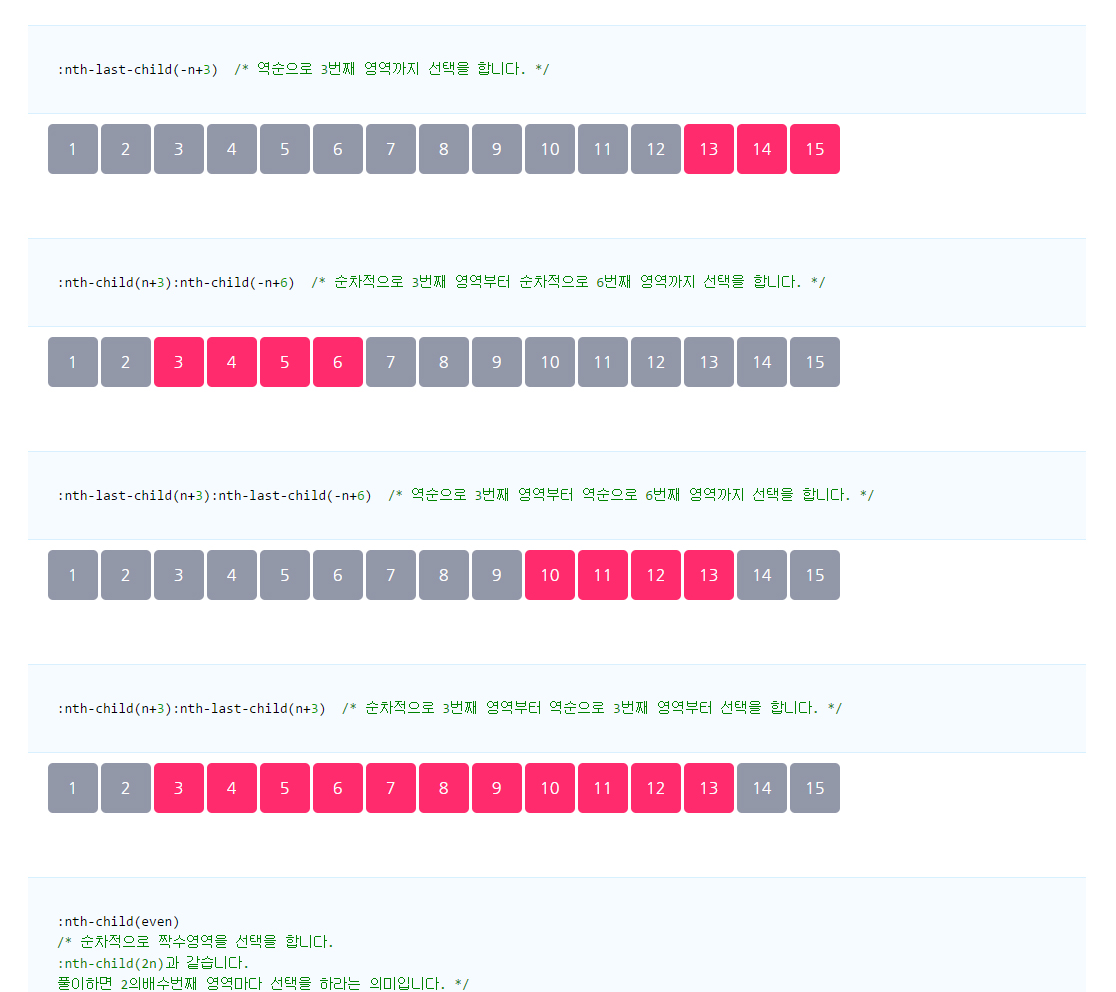 :nth-last-child(-n+3)  /* 역순으로 3번째 영역까지 선택을 합니다. */
1 2 3 4 5 6 7 8 9 10 11 12 13 14 15
:nth-child(n+3):nth-child(-n+6)  /* 순차적으로 3번째 영역부터 순차적으로 6번째 영역까지 선택을 합니다. */
1 2 3 4 5 6 7 8 9 10 11 12 13 14 15
:nth-last-child(n+3):nth-last-child(-n+6)  /* 역순으로 3번째 영역부터 역순으로 6번째 영역까지 선택을 합니다. */
1 2 3 4 5 6 7 8 9 10 11 12 13 14 15
:nth-child(n+3):nth-last-child(n+3)  /* 순차적으로 3번째 영역부터 역순으로 3번째 영역부터 선택을 합니다. */
1 2 3 4 5 6 7 8 9 10 11 12 13 14 15
:nth-child(even)
/* 순차적으로 짝수영역을 선택을 합니다.
:nth-child(2n)과 같습니다.
풀이하면 2의배수번째 영역마다 선택을 하라는 의미입니다. */